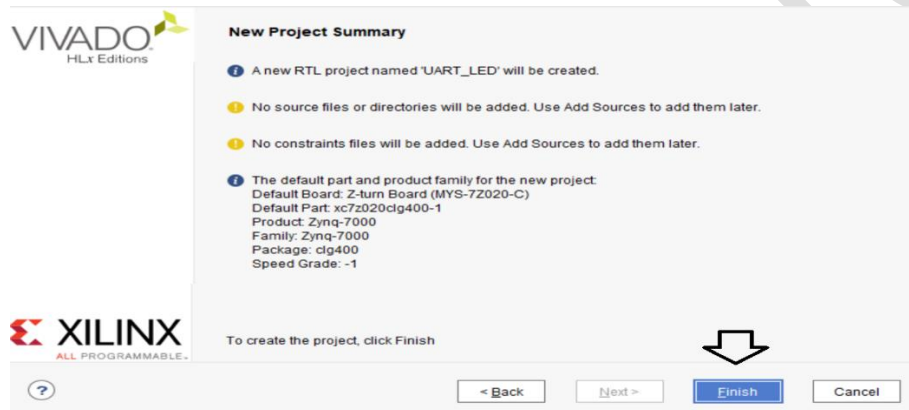 VIVADO
HLx Editions
New Project Summary
A new RTL project named 'UART_LED' will be created.
No source files or directories will be added. Use Add Sources to add them later.
No constraints files will be added. Use Add Sources to add them later.
The default part and product family for the new project:
Default Board: Z-turn Board (MYS-7Z020-C)
Default Part: xc7z020clg400-1
Product: Zynq-7000
Family: Zynq-7000
Package: clg400
Speed Grade: -1
XILINX
ALL PROGRAMMABLE.
To create the project, click Finish
? < Back Next > Finish Cancel